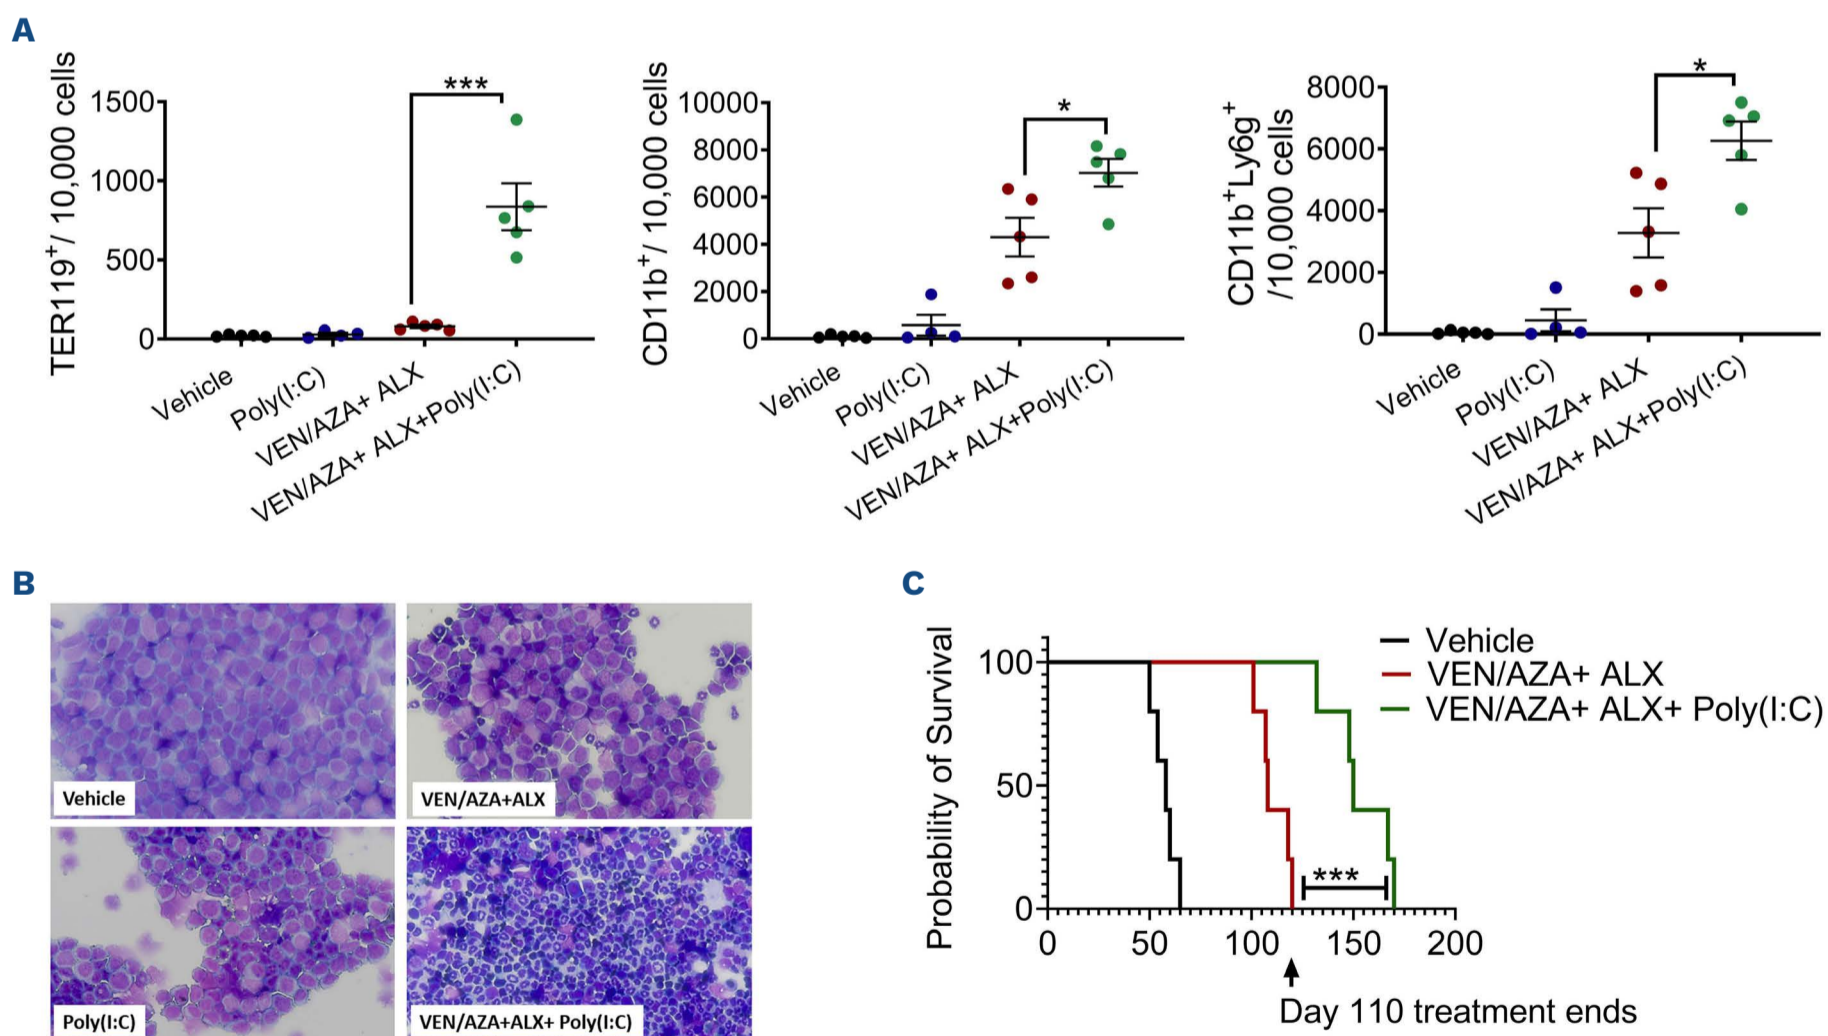 A
TER119+/ 10,000 cells
1500
1000
500
0
***
Vehicle
Poly(I:C)
VEN/AZA+ ALX
VEN/AZA+ ALX+Poly(I:C)
CD11b+/ 10,000 cells
10000
8000
6000
4000
2000
0
*
Vehicle
Poly(I:C)
VEN/AZA+ ALX
VEN/AZA+ ALX+Poly(I:C)
CD11b+Ly6g+
/10,000 cells
8000
6000
4000
2000
0
*
Vehicle
Poly(I:C)
VEN/AZA+ ALX
VEN/AZA+ ALX+Poly(I:C)
B
Vehicle
VEN/AZA+ALX
Poly(I:C)
VEN/AZA+ALX+ Poly(I:C)
C
Probability of Survival
100
50
0
0 50 100 150 200
***
Vehicle
VEN/AZA+ ALX
VEN/AZA+ ALX+ Poly(I:C)
Day 110 treatment ends